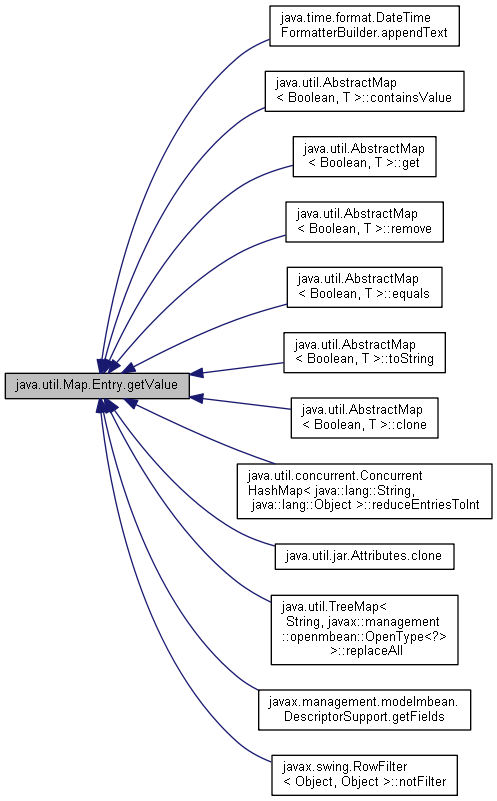 java.time.format.DateTime
FormatterBuilder.appendText
java.util.AbstractMap
< Boolean, T >::containsValue
java.util.AbstractMap
< Boolean, T >::get
java.util.AbstractMap
< Boolean, T >::remove
java.util.AbstractMap
< Boolean, T >::equals
java.util.AbstractMap
< Boolean, T >::toString
java.util.Map.Entry.getValue
java.util.AbstractMap
< Boolean, T >::clone
java.util.concurrent.Concurrent
HashMap< java::lang::String,
java::lang::Object >::reduceEntriesToInt
java.util.jar.Attributes.clone
java.util.TreeMap<
String, javax::management
::openmbean::OpenType<?>
>::replaceAll
javax.management.modelmbean.
DescriptorSupport.getFields
javax.swing.RowFilter
< Object, Object >::notFilter